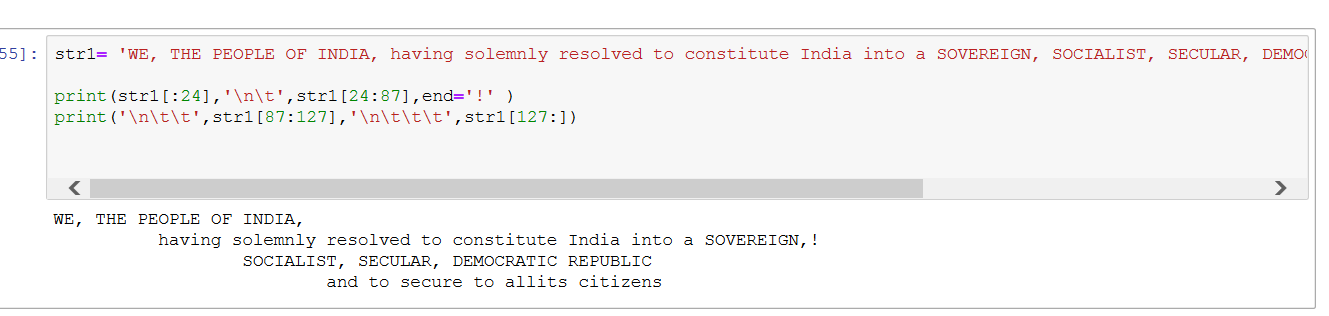 55]: str1= 'WE, THE PEOPLE OF INDIA, having solemnly resolved to constitute India into a SOVEREIGN, SOCIALIST, SECULAR, DEMO
print(str1[:24],'\n\t',str1[24:87],end='!' )
print('\n\t\t',str1[87:127],'\n\t\t\t',str1[127:])
WE, THE PEOPLE OF INDIA,
having solemnly resolved to constitute India into a SOVEREIGN,!
SOCIALIST, SECULAR, DEMOCRATIC REPUBLIC
and to secure to allits citizens